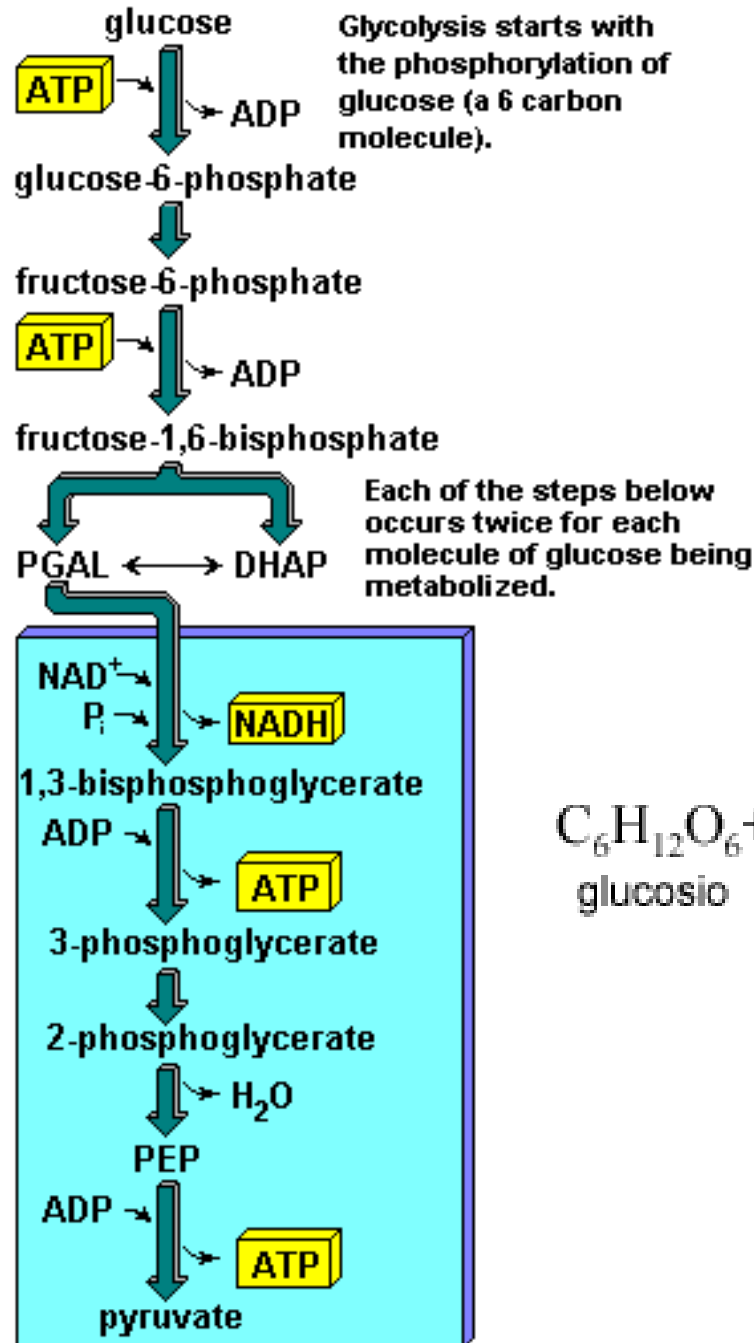 glucose
Glycolysis starts with
the phosphorylation of
glucose (a 6 carbon
molecule).
ATP
ADP
glucose-6-phosphate
fructose-6-phosphate
ATP
ADP
fructose-1,6-bisphosphate
Each of the steps below
occurs twice for each
molecule of glucose being
metabolized.
PGAL ⟷ DHAP
NAD⁺
Pᵢ
NADH
1,3-bisphosphoglycerate
ADP
ATP
C₆H₁₂O₆+
glucosio
3-phosphoglycerate
2-phosphoglycerate
H₂O
PEP
ADP
ATP
pyruvate